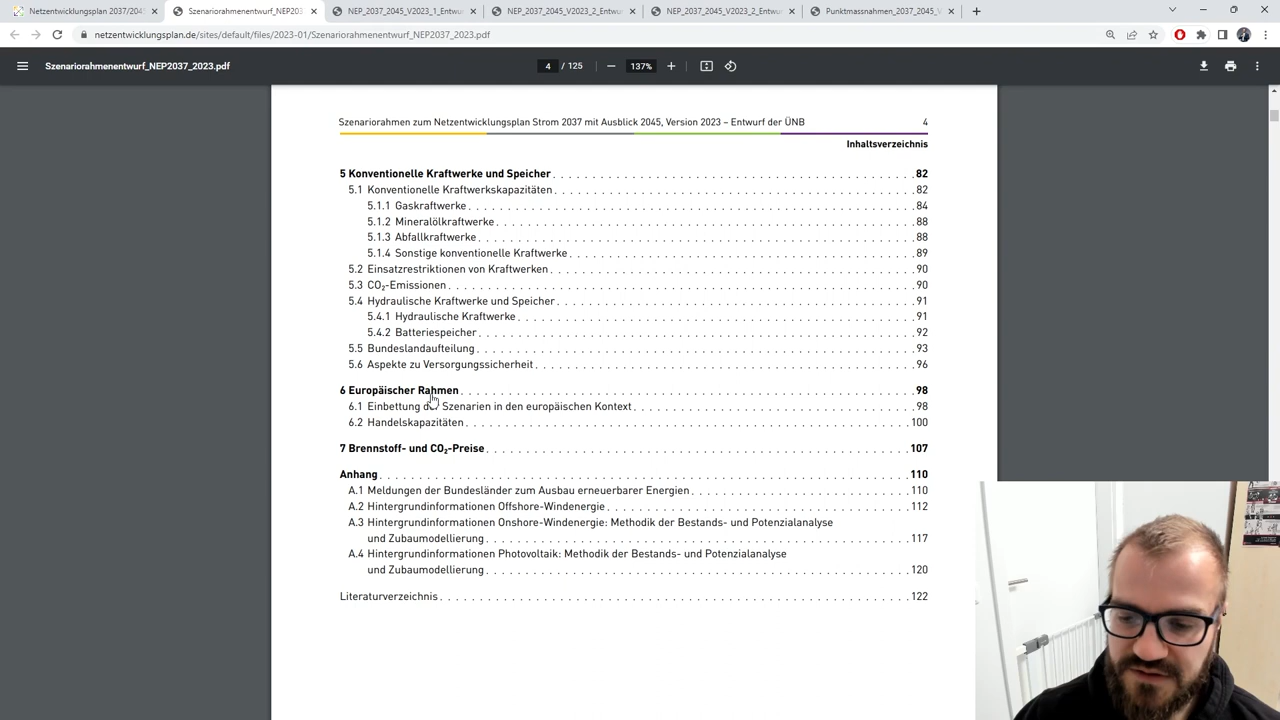 Netzentwicklungsplan 2037/2045
Szenariorahmenentwurf_NEP203
NEP_2037_2045_V2023_1_Entwu
NEP_2037_2045_V2023_2_Entwu
NEP_2037_2045_V2023_2_Entwu
Punktmassnahmen_2037_2045_V
netzentwicklungsplan.de/sites/default/files/2023-01/Szenariorahmenentwurf_NEP2037_2023.pdf
Szenariorahmenentwurf_NEP2037_2023.pdf
4 / 125
137%
Szenariorahmen zum Netzentwicklungsplan Strom 2037 mit Ausblick 2045, Version 2023 – Entwurf der ÜNB 4
Inhaltsverzeichnis
5 Konventionelle Kraftwerke und Speicher 82
5.1 Konventionelle Kraftwerkskapazitäten 82
5.1.1 Gaskraftwerke 84
5.1.2 Mineralölkraftwerke 88
5.1.3 Abfallkraftwerke 88
5.1.4 Sonstige konventionelle Kraftwerke 89
5.2 Einsatzrestriktionen von Kraftwerken 90
5.3 CO₂-Emissionen 90
5.4 Hydraulische Kraftwerke und Speicher 91
5.4.1 Hydraulische Kraftwerke 91
5.4.2 Batteriespeicher 92
5.5 Bundeslandaufteilung 93
5.6 Aspekte zu Versorgungssicherheit 96
6 Europäischer Rahmen 98
6.1 Einbettung der Szenarien in den europäischen Kontext 98
6.2 Handelskapazitäten 100
7 Brennstoff- und CO₂-Preise 107
Anhang 110
A.1 Meldungen der Bundesländer zum Ausbau erneuerbarer Energien 110
A.2 Hintergrundinformationen Offshore-Windenergie 112
A.3 Hintergrundinformationen Onshore-Windenergie: Methodik der Bestands- und Potenzialanalyse
und Zubaumodellierung 117
A.4 Hintergrundinformationen Photovoltaik: Methodik der Bestands- und Potenzialanalyse
und Zubaumodellierung 120
Literaturverzeichnis 122